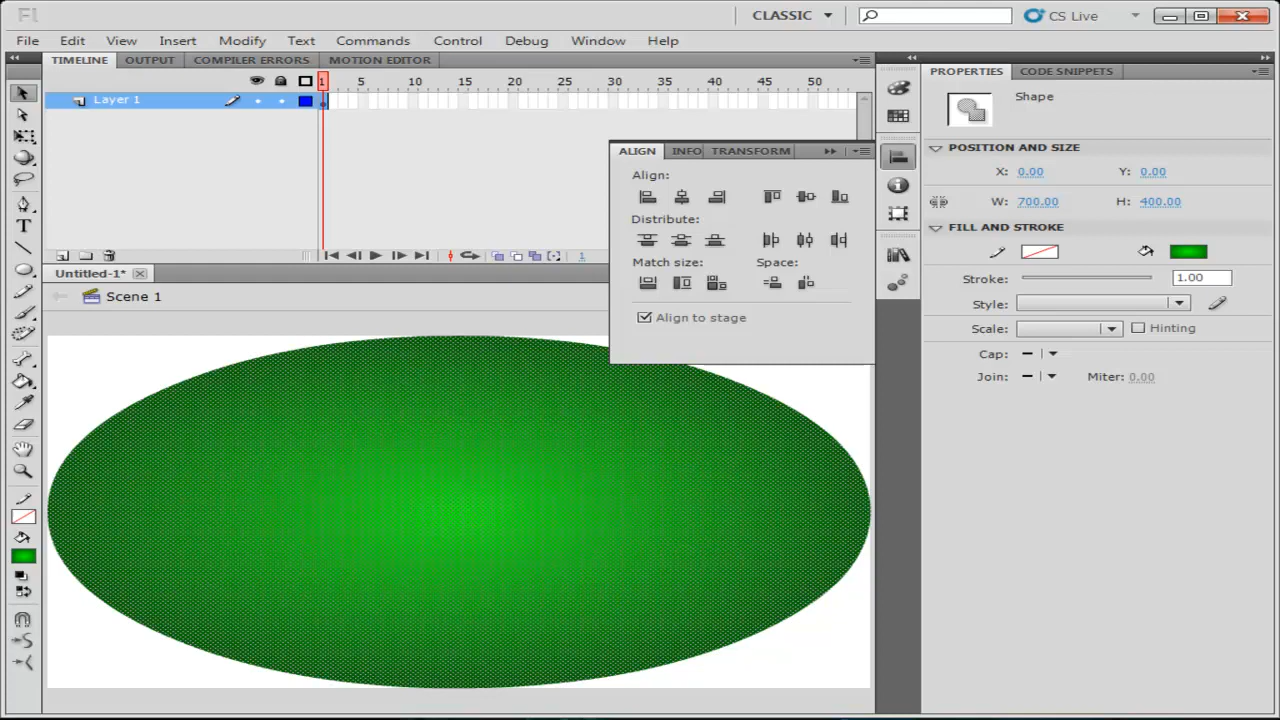 Fl
CLASSIC
CS Live
File Edit View Insert Modify Text Commands Control Debug Window Help
TIMELINE OUTPUT COMPILER ERRORS MOTION EDITOR
1 5 10 15 20 25 30 35 40 45 50
Layer 1
1
Untitled-1*
Scene 1
ALIGN INFO TRANSFORM
Align:
Distribute:
Match size: Space:
Align to stage
PROPERTIES CODE SNIPPETS
Shape
POSITION AND SIZE
X: 0.00 Y: 0.00
W: 700.00 H: 400.00
FILL AND STROKE
Stroke: 1.00
Style:
Scale: Hinting
Cap:
Join: Miter: 0.00